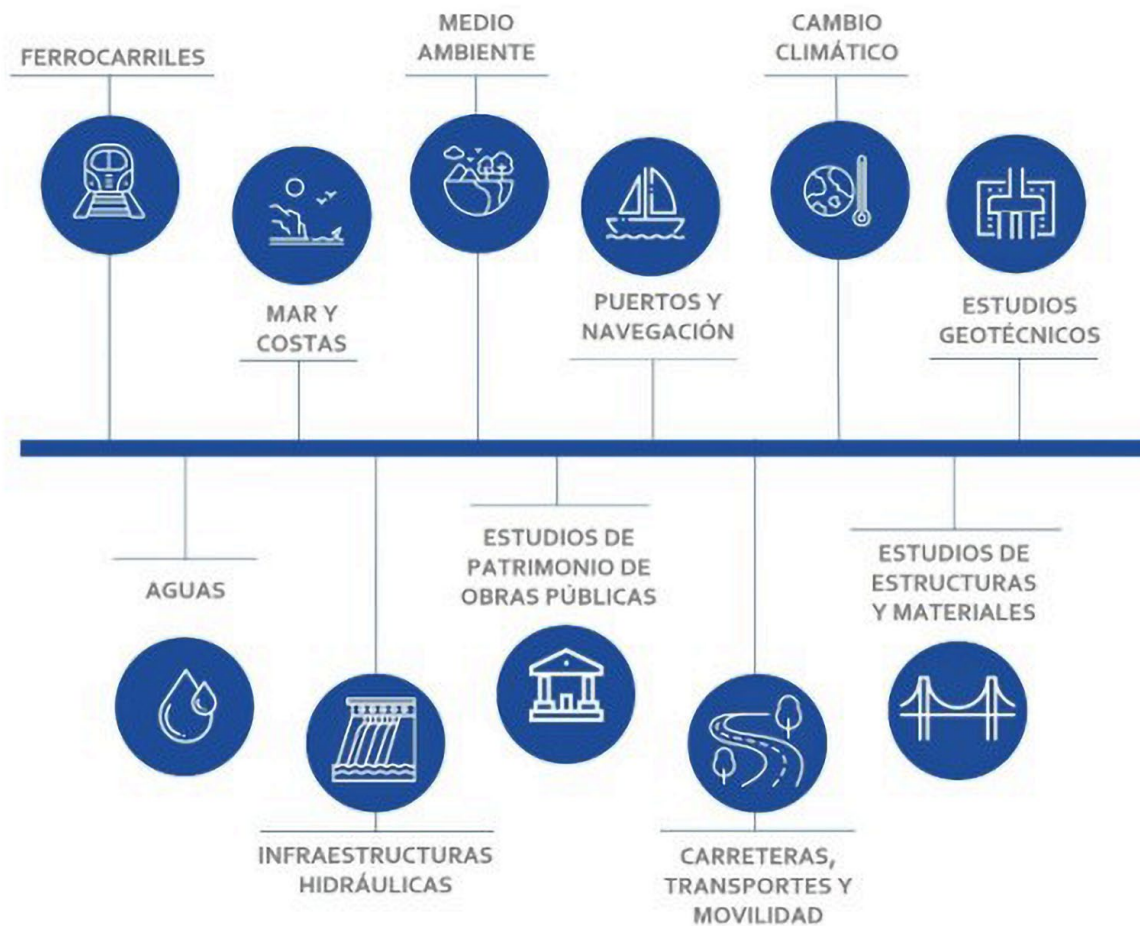 FERROCARRILES
MEDIO
AMBIENTE
CAMBIO
CLIMÁTICO
MAR Y
COSTAS
PUERTOS Y
NAVEGACIÓN
ESTUDIOS
GEOTÉCNICOS
AGUAS
ESTUDIOS DE
PATRIMONIO DE
OBRAS PÚBLICAS
ESTUDIOS DE
ESTRUCTURAS
Y MATERIALES
INFRAESTRUCTURAS
HIDRÁULICAS
CARRETERAS,
TRANSPORTES Y
MOVILIDAD